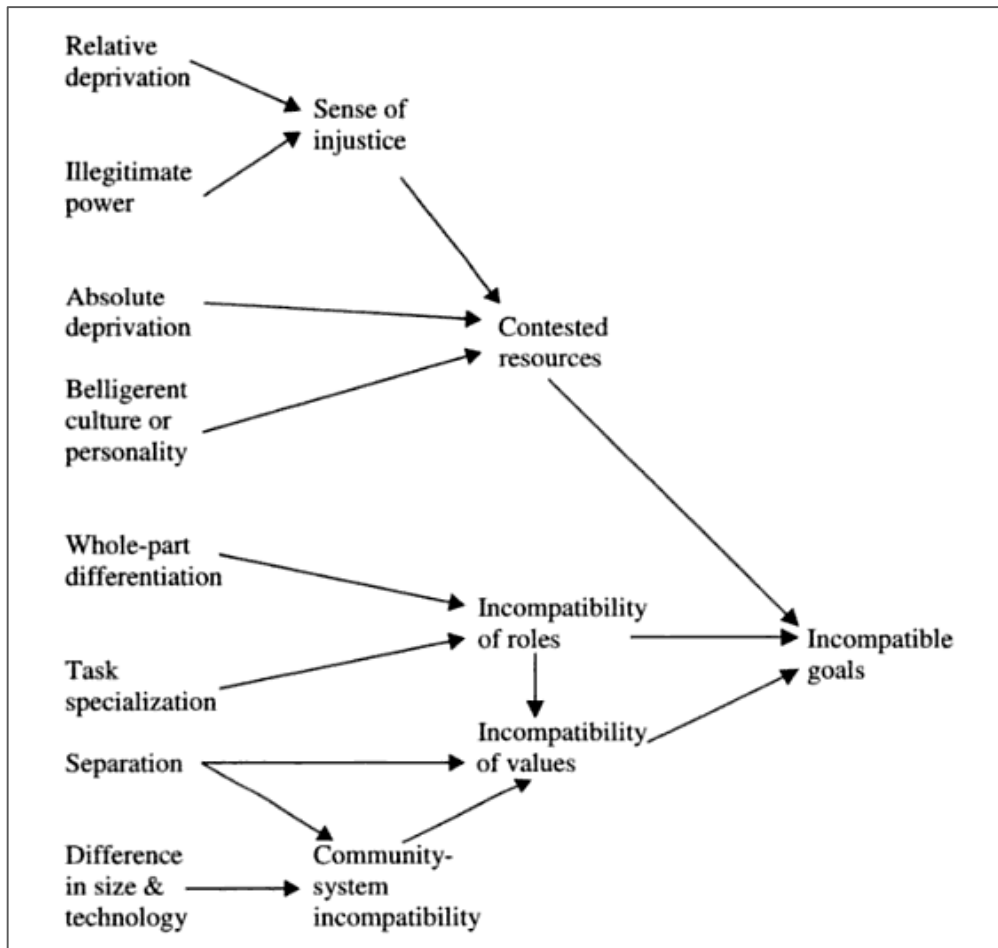 Relative
deprivation
Sense of
injustice
Illegitimate
power
Absolute
deprivation
Contested
resources
Belligerent
culture or
personality
Whole-part
differentiation
Incompatibility
of roles
Incompatible
goals
Task
specialization
Incompatibility
of values
Separation
Difference
in size &
technology
Community-
system
incompatibility